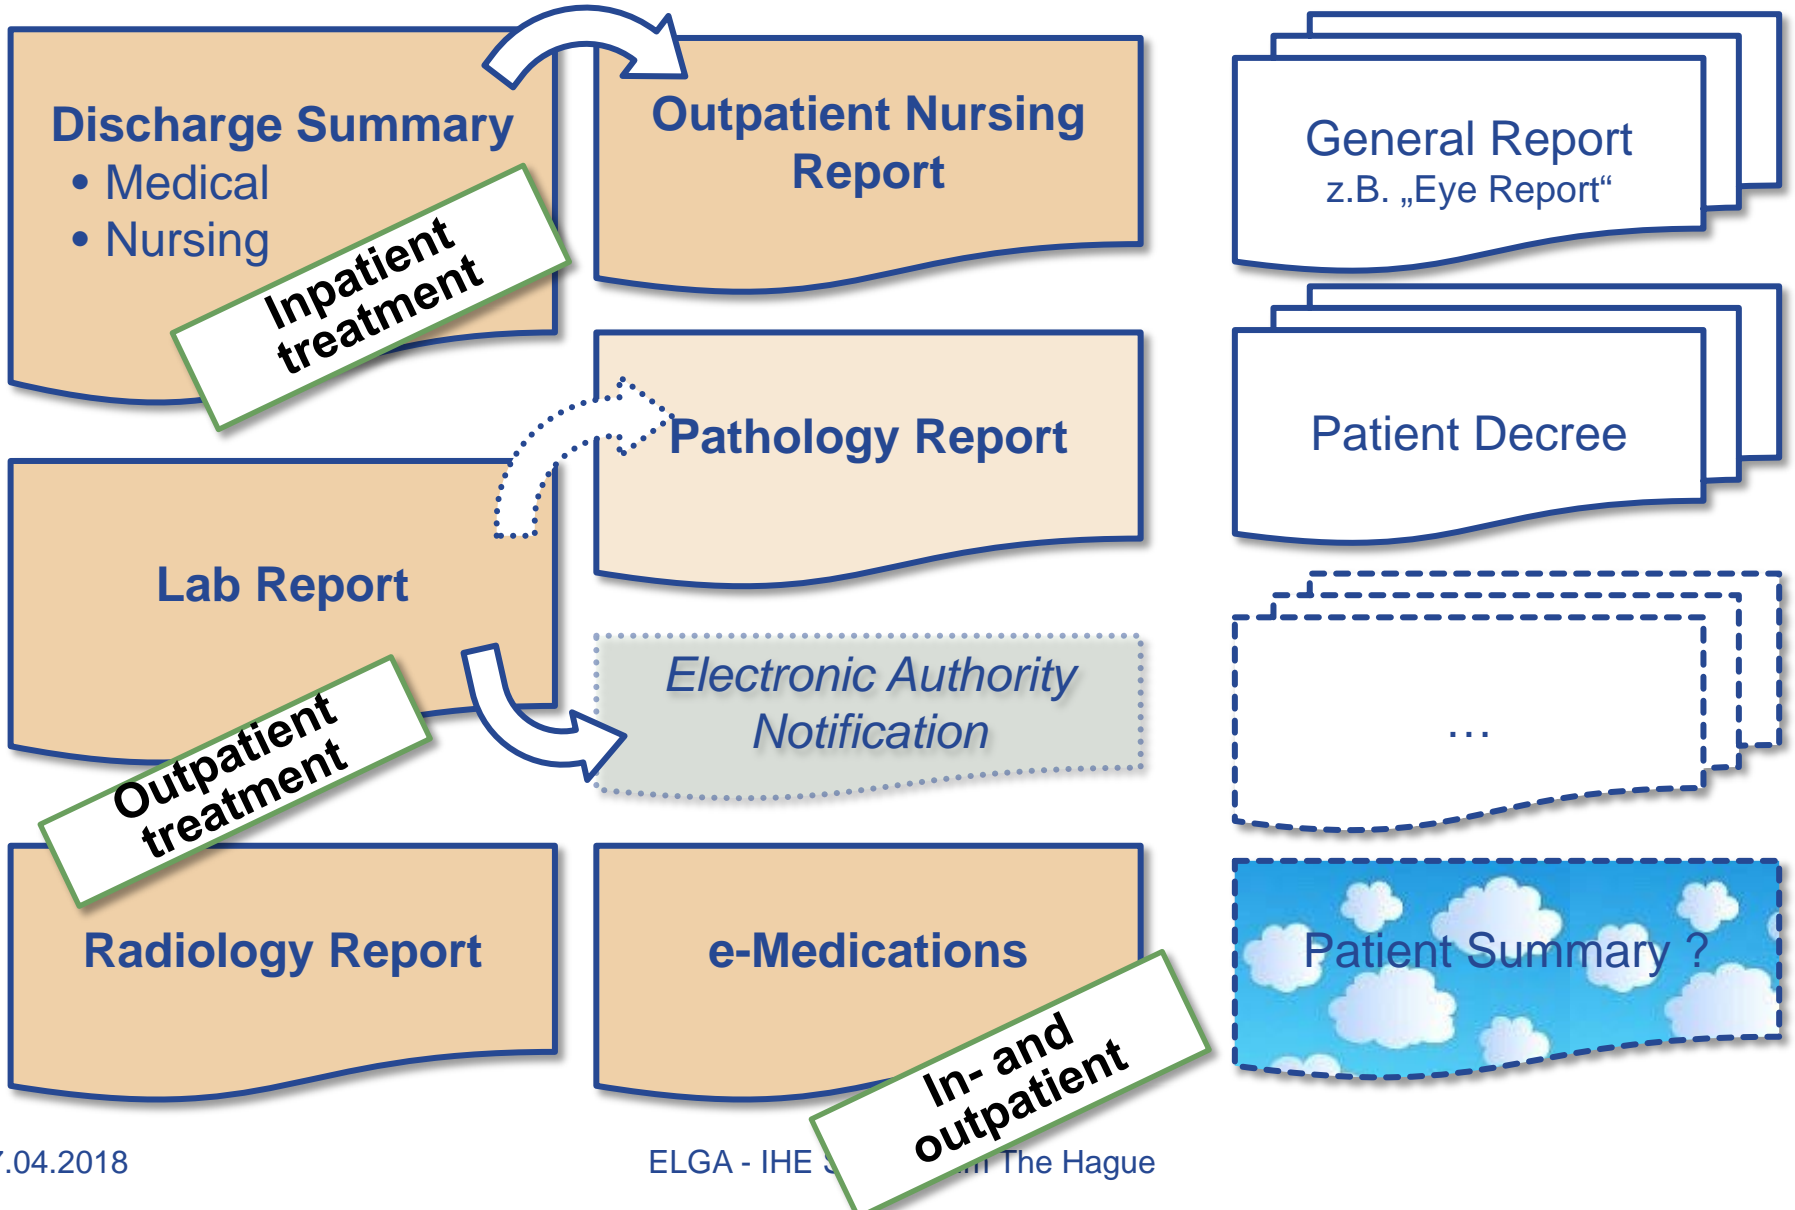 Discharge Summary
• Medical
• Nursing
Inpatient
treatment
Outpatient Nursing
Report
General Report
z.B. „Eye Report“
Pathology Report
Patient Decree
Lab Report
Outpatient
treatment
Electronic Authority
Notification
...
Radiology Report
e-Medications
In- and
outpatient
Patient Summary ?
7.04.2018
ELGA - IHE The Hague